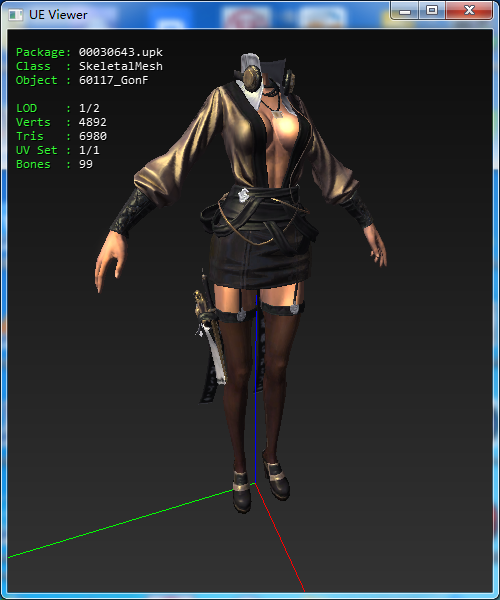 UE Viewer
Package: 00030643.upk
Class : SkeletalMesh
Object : 60117_GonF
LOD : 1/2
Verts : 4892
Tris : 6980
UV Set : 1/1
Bones : 99